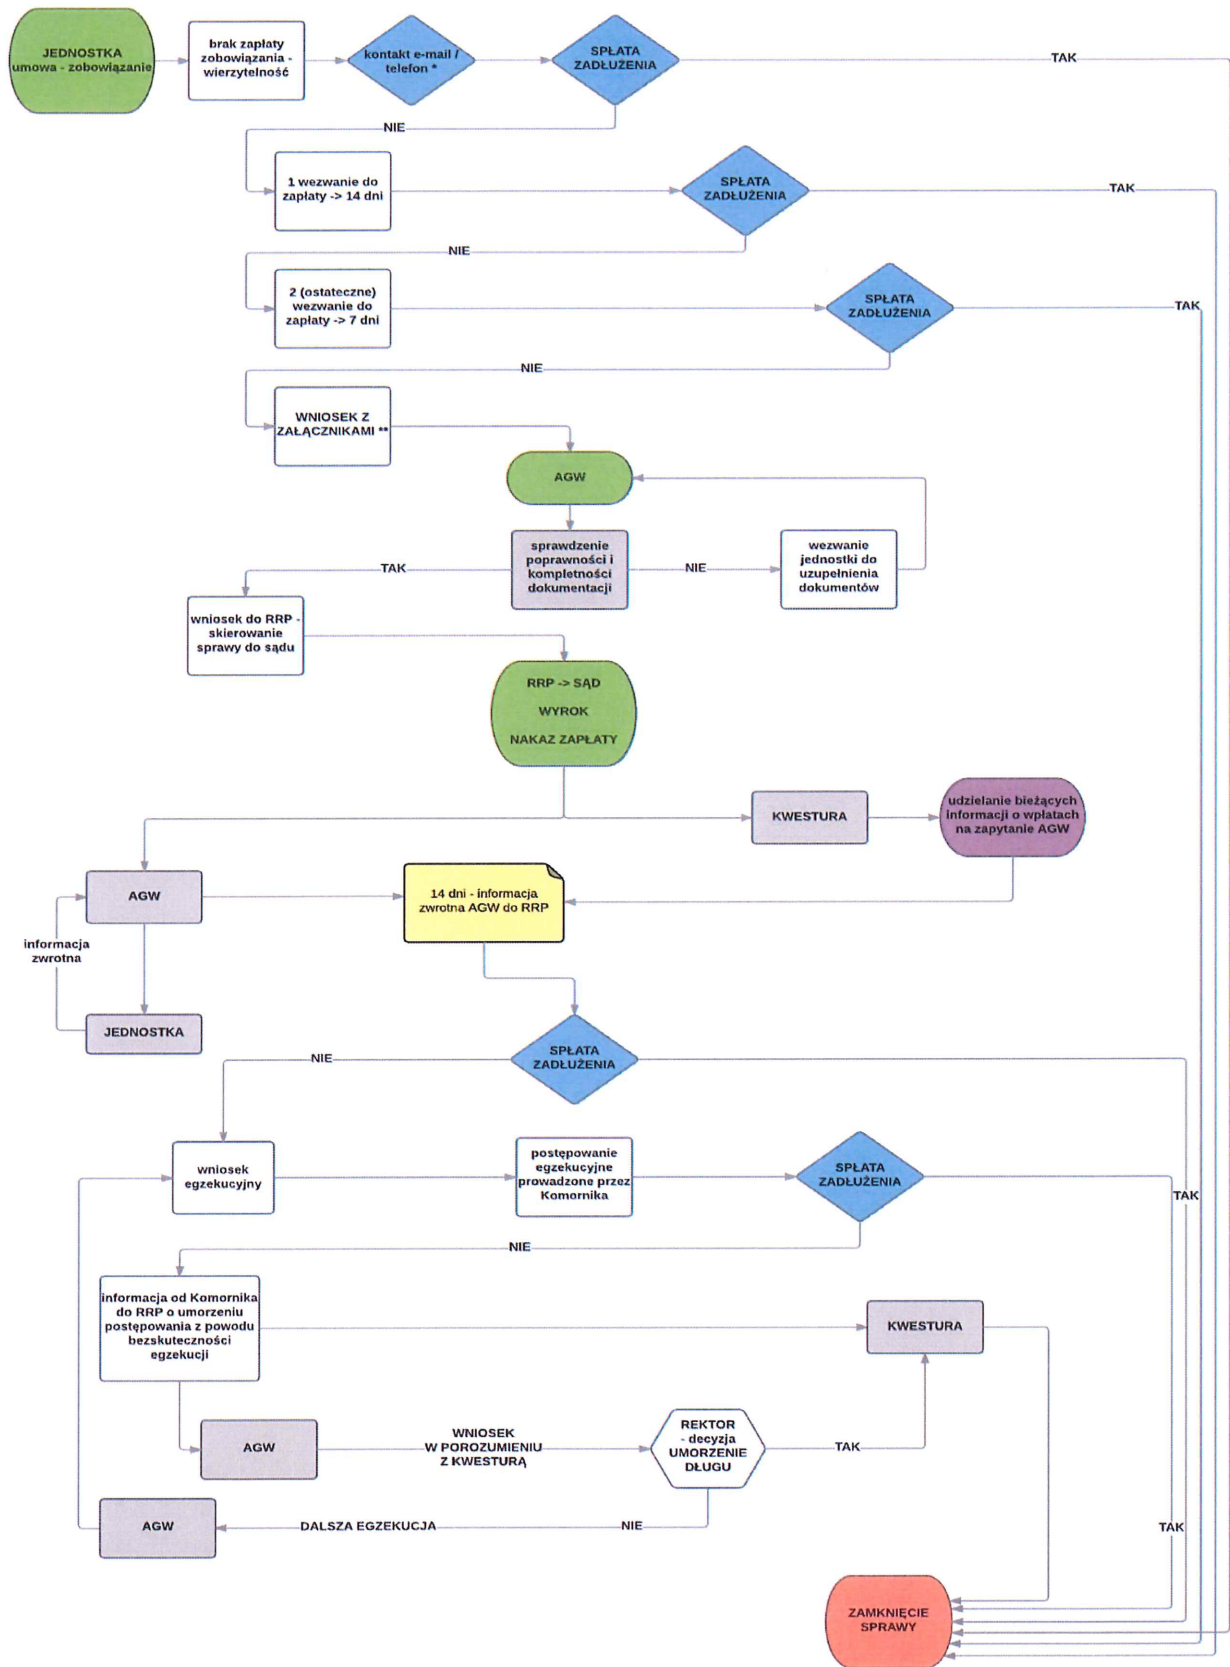 JEDNOSTKA
umowa - zobowiązanie
brak zapłaty
zobowiązania -
wierzytelność
kontakt e-mail /
telefon *
SPŁATA
ZADŁUŻENIA
TAK
NIE
1 wezwanie do
zapłaty -> 14 dni
SPŁATA
ZADŁUŻENIA
TAK
NIE
2 (ostateczne)
wezwanie do
zapłaty -> 7 dni
SPŁATA
ZADŁUŻENIA
TAK
NIE
WNIOSEK Z
ZAŁĄCZNIKAMI **
AGW
sprawdzenie
poprawności i
kompletności
dokumentacji
TAK
NIE
wezwanie
jednostki do
uzupełnienia
dokumentów
wniosek do RRP -
skierowanie
sprawy do sądu
RRP -> SĄD
WYROK
NAKAZ ZAPŁATY
KWESTURA
udzielanie bieżących
informacji o wpłatach
na zapytanie AGW
AGW
14 dni - informacja
zwrotna AGW do RRP
informacja
zwrotna
JEDNOSTKA
SPŁATA
ZADŁUŻENIA
NIE
wniosek
egzekucyjny
postępowanie
egzekucyjne
prowadzone przez
Komornika
SPŁATA
ZADŁUŻENIA
TAK
NIE
informacja od Komornika
do RRP o umorzeniu
postępowania z powodu
bezskuteczności
egzekucji
KWESTURA
AGW
WNIOSEK
W POROZUMIENIU
Z KWESTURĄ
REKTOR
- decyzja
UMORZENIE
DŁUGU
TAK
AGW
DALSZA EGZEKUCJA
NIE
TAK
ZAMKNIĘCIE
SPRAWY